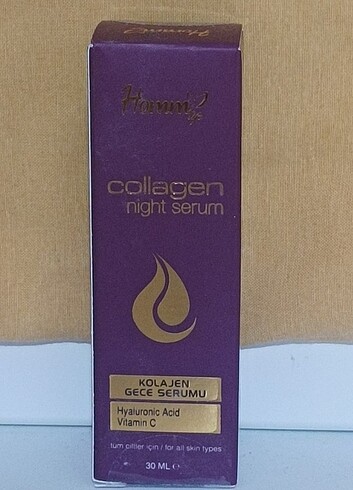 collagen
night serum
KOLAJEN
GECE SERUMU
Hyaluronic Acid
Vitamin C
tüm ciltler için / for all skin types
30 ML e